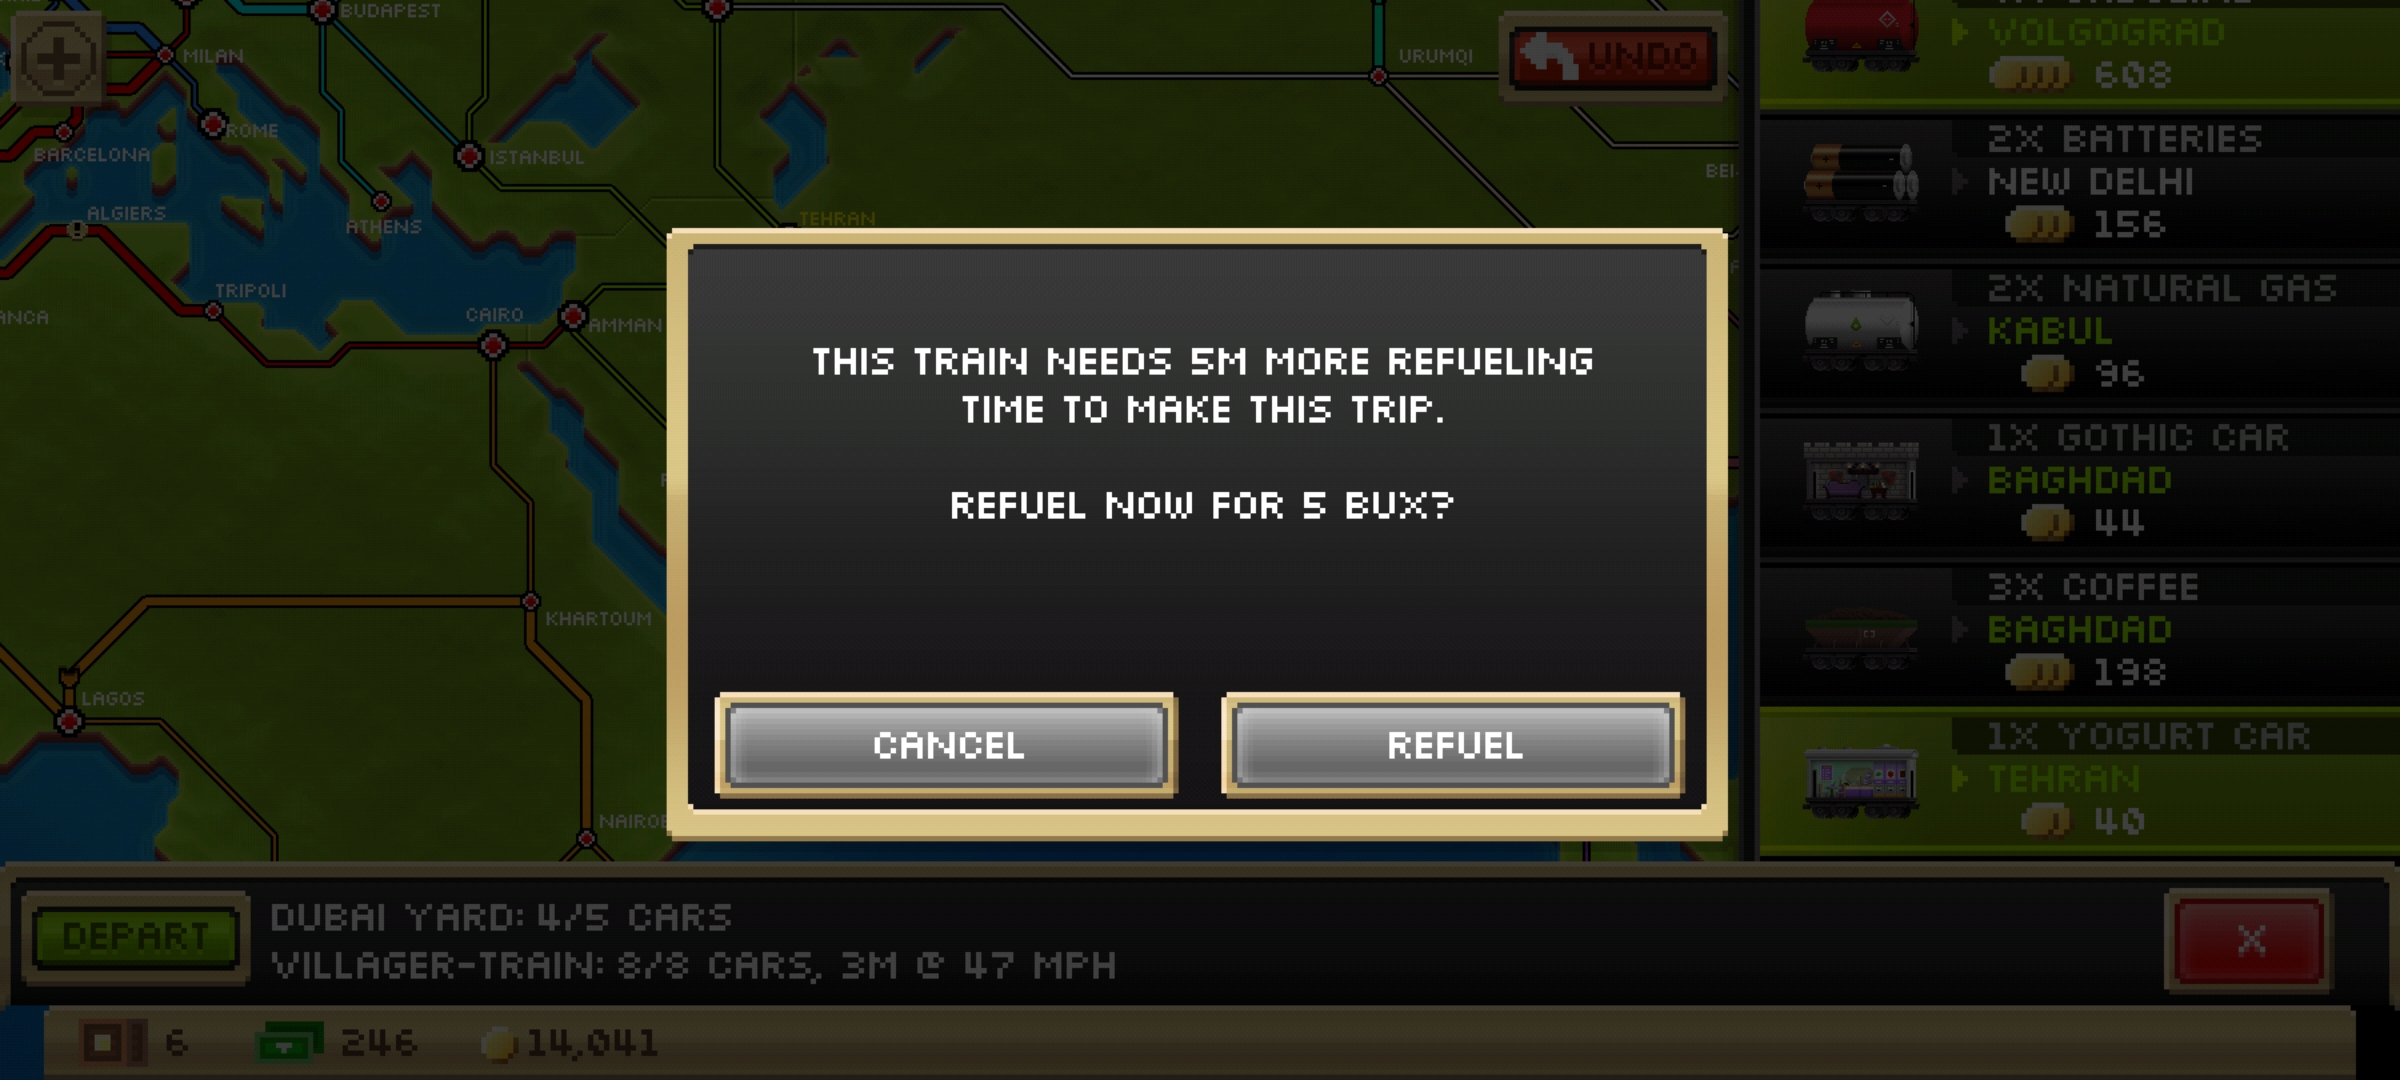 BUDAPEST
MILAN
ROME
BARCELONA
ISTANBUL
URUMQI
UNDO
ALGIERS
ATHENS
TEHRAN
TRIPOLI
CAIRO
AMMAN
KHARTOUM
LAGOS
THIS TRAIN NEEDS 5M MORE REFUELING
TIME TO MAKE THIS TRIP.
REFUEL NOW FOR 5 BUX?
CANCEL
REFUEL
VOLGOGRAD
608
2X BATTERIES
NEW DELHI
156
2X NATURAL GAS
KABUL
96
1X GOTHIC CAR
BAGHDAD
44
3X COFFEE
BAGHDAD
198
1X YOGURT CAR
TEHRAN
40
DEPART
DUBAI YARD: 4/5 CARS
VILLAGER-TRAIN: 8/8 CARS, 3M @ 47 MPH
X
6
246
14,041